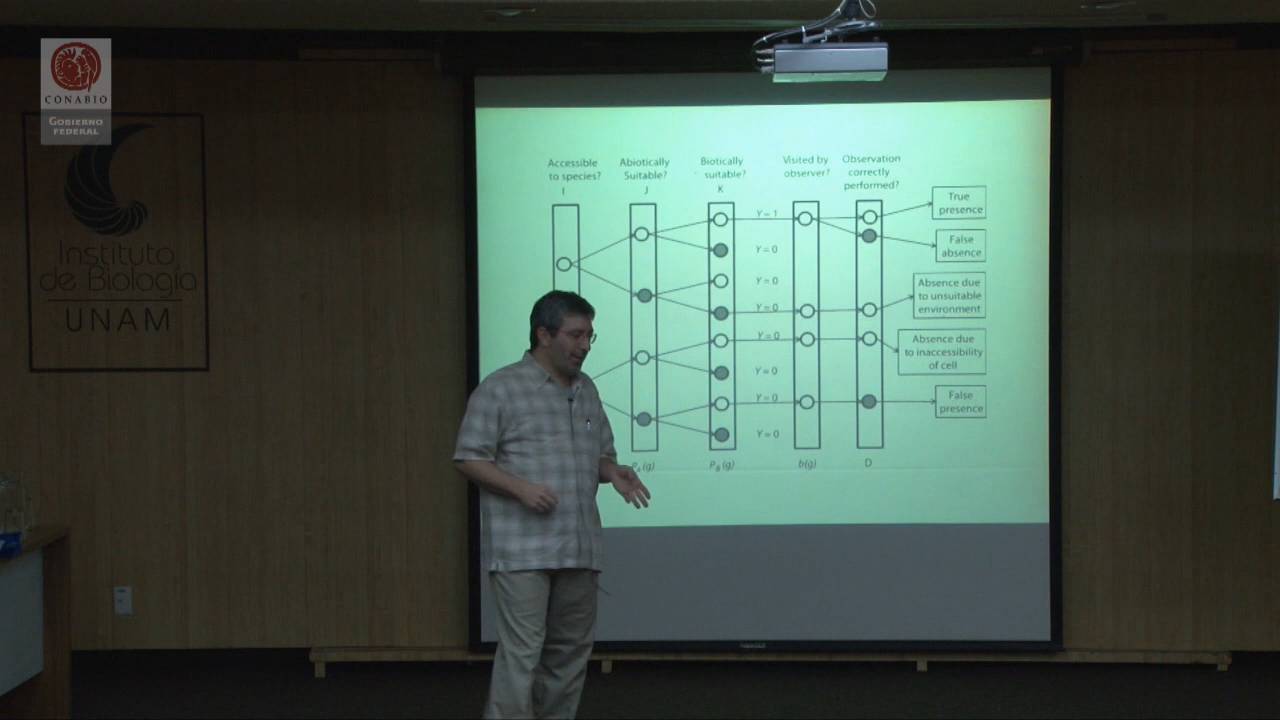 CONABIO
GOBIERNO
FEDERAL
Instituto
de Biología
UNAM
Accessible
to species?
I
Abiotically
Suitable?
J
Biotically
suitable?
K
Visited by
observer?
Observation
correctly
performed?
Y = 1
Y = 0
Y = 0
Y = 0
Y = 0
Y = 0
Y = 0
Y = 0
True
presence
False
absence
Absence due
to unsuitable
environment
Absence due
to inaccessibility
of cell
False
presence
(g)
P_B (g)
b(g)
D